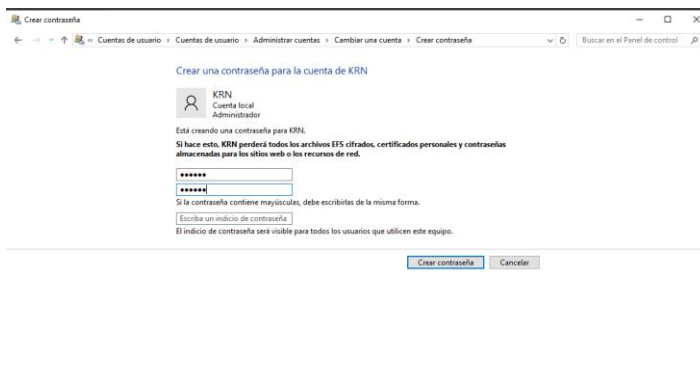 Crear contraseña
« Cuentas de usuario › Cuentas de usuario › Administrar cuentas › Cambiar una cuenta › Crear contraseña
Buscar en el Panel de control
Crear una contraseña para la cuenta de KRN
KRN
Cuenta local
Administrador
Está creando una contraseña para KRN.
Si hace esto, KRN perderá todos los archivos EFS cifrados, certificados personales y contraseñas
almacenadas para los sitios web o los recursos de red.
••••••
••••••
Si la contraseña contiene mayúsculas, debe escribirlas de la misma forma.
Escriba un indicio de contraseña
El indicio de contraseña será visible para todos los usuarios que utilicen este equipo.
Crear contraseña Cancelar